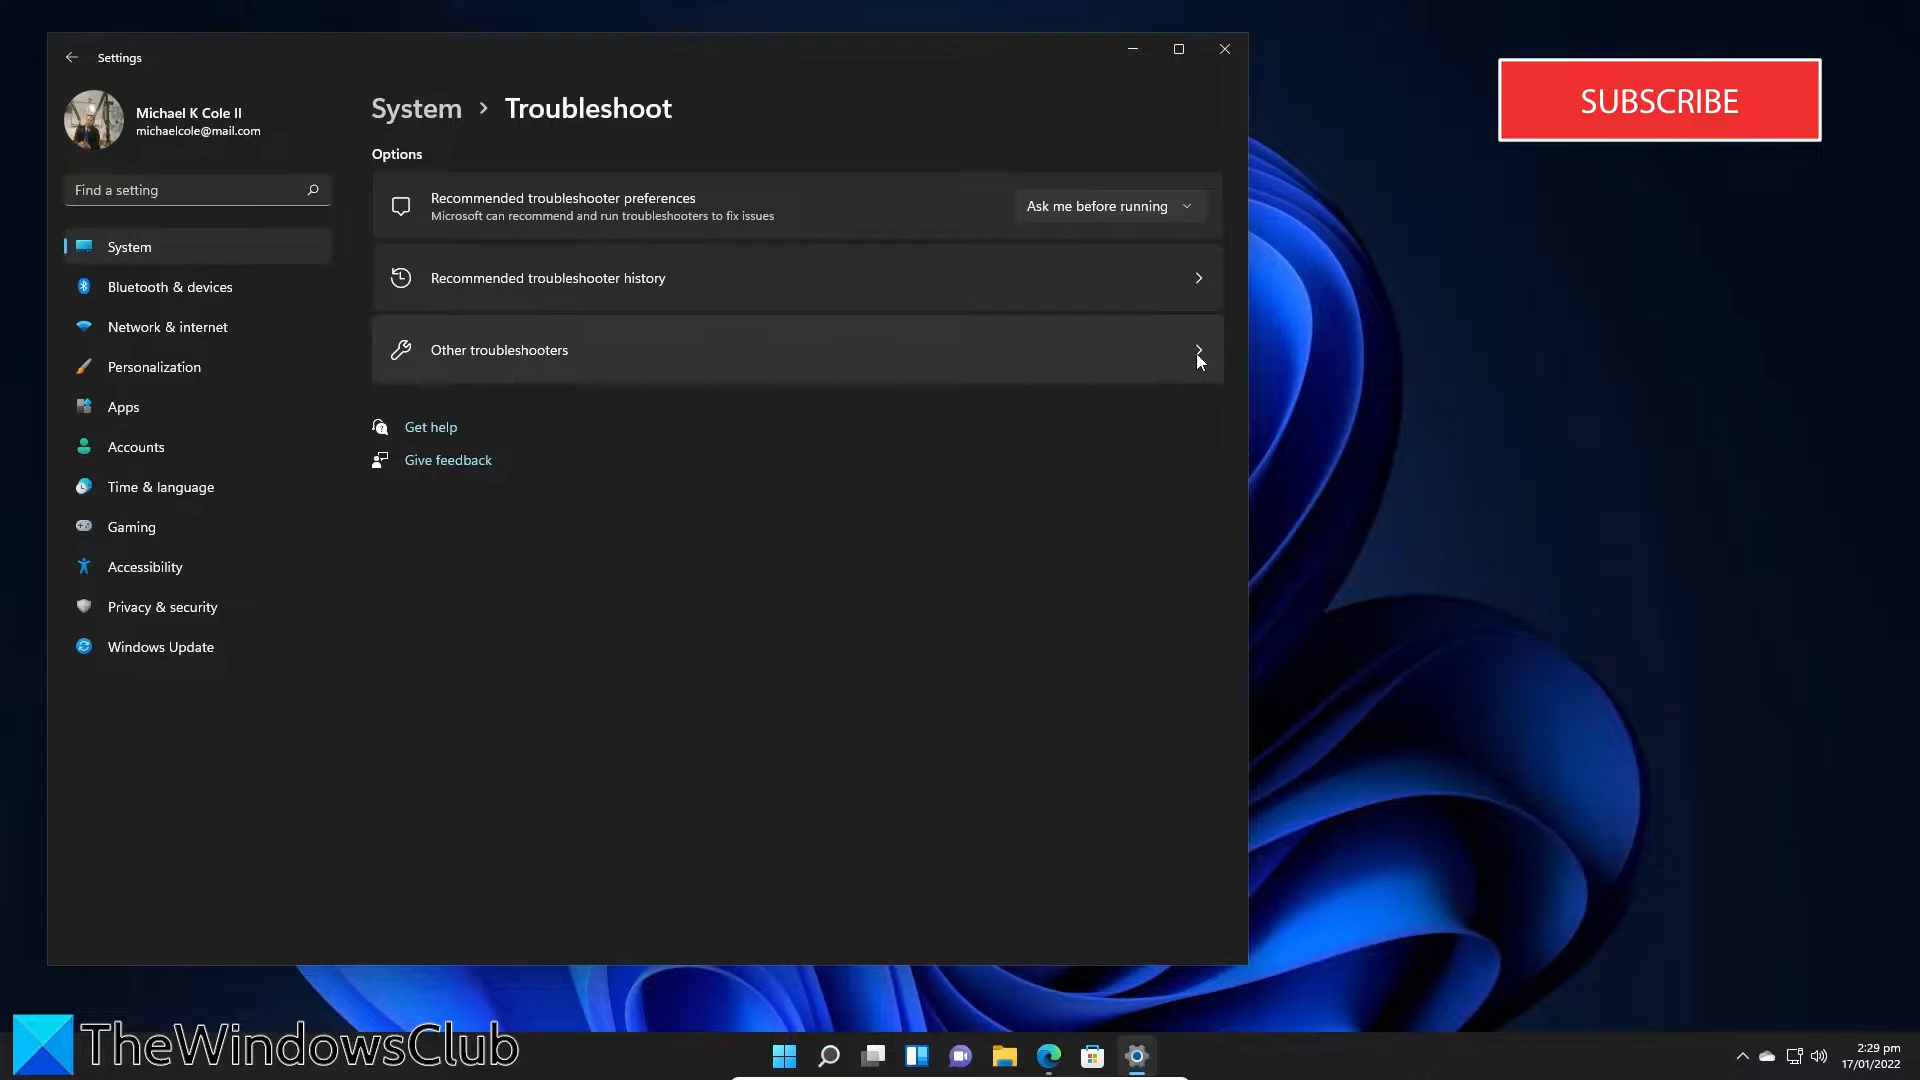 Settings
Michael K Cole II
michaelcole@mail.com
Find a setting
System
Bluetooth & devices
Network & internet
Personalization
Apps
Accounts
Time & language
Gaming
Accessibility
Privacy & security
Windows Update
System > Troubleshoot
Options
Recommended troubleshooter preferences
Microsoft can recommend and run troubleshooters to fix issues
Ask me before running
Recommended troubleshooter history
Other troubleshooters
Get help
Give feedback
SUBSCRIBE
TheWindowsClub
2:29 pm
17/01/2022